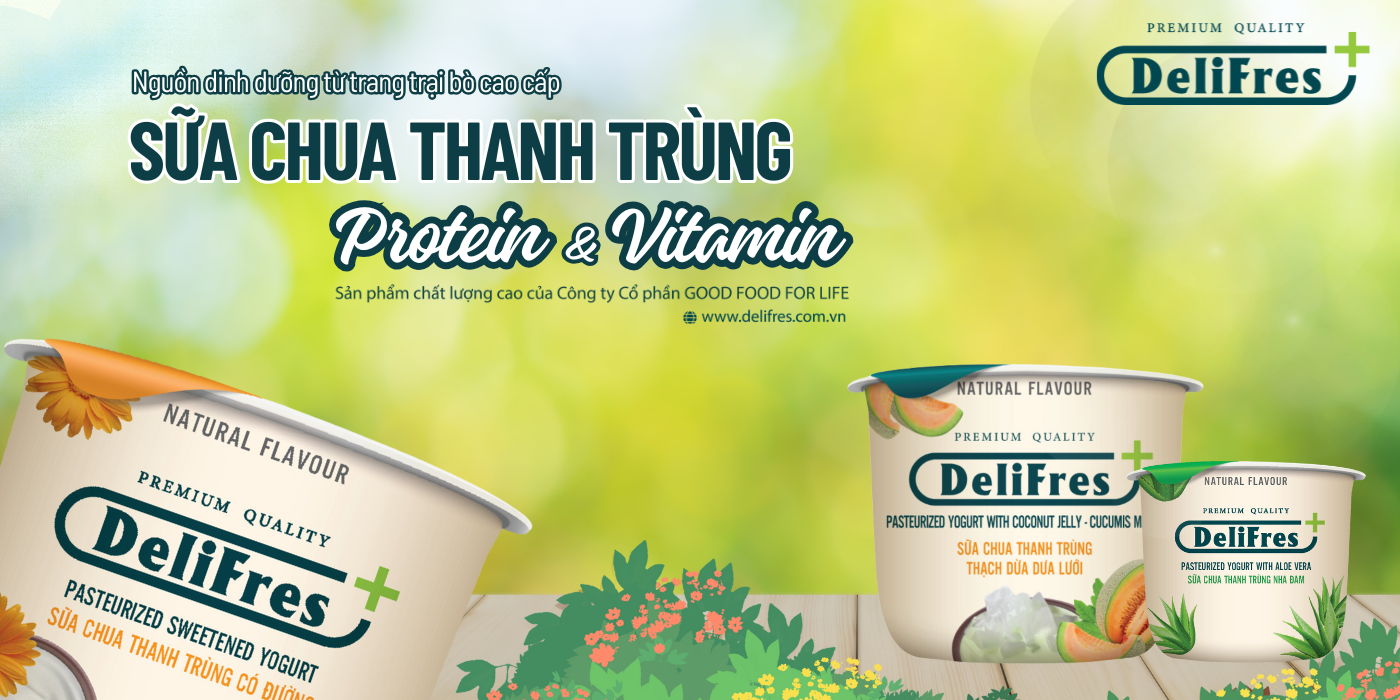 PREMIUM QUALITY
DeliFres+
Nguồn dinh dưỡng từ trang trại bò cao cấp
SỮA CHUA THANH TRÙNG
Protein & Vitamin
Sản phẩm chất lượng cao của Công ty Cổ phần GOOD FOOD FOR LIFE
www.delifres.com.vn
NATURAL FLAVOUR
PREMIUM QUALITY
DeliFres+
PASTEURIZED SWEETENED YOGURT
SỮA CHUA THANH TRÙNG CÓ ĐƯỜNG
NATURAL FLAVOUR
PREMIUM QUALITY
DeliFres+
PASTEURIZED YOGURT WITH COCONUT JELLY - CUCUMIS M
SỮA CHUA THANH TRÙNG
THẠCH DỪA DƯA LƯỚI
NATURAL FLAVOUR
PREMIUM QUALITY
DeliFres+
PASTEURIZED YOGURT WITH ALOE VERA
SỮA CHUA THANH TRÙNG NHA ĐAM